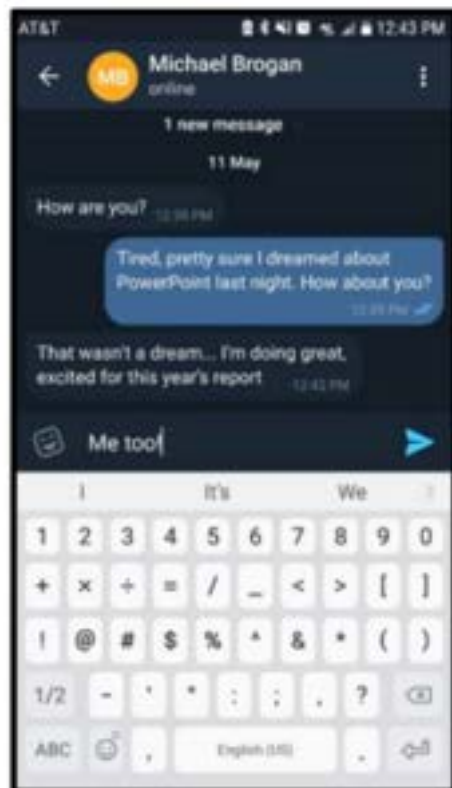 AT&T 12:43 PM
MB
Michael Brogan
online
1 new message
11 May
How are you?
Tired, pretty sure I dreamed about
PowerPoint last night. How about you?
That wasn't a dream... I'm doing great,
excited for this year's report 12:43 PM
Me too!
I It's We
1 2 3 4 5 6 7 8 9 0
+ × ÷ = / _ < > [ ]
! @ # $ % ^ & * ( )
1/2 - ' " : ; , ?
ABC , English (US) .